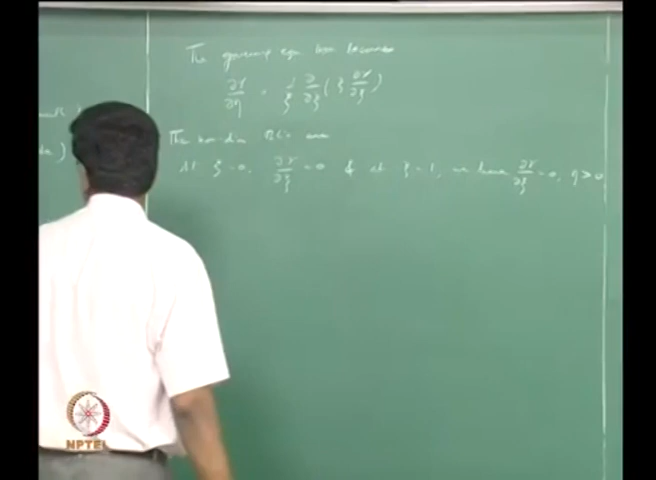 The governing eqn becomes
∂γ/∂η = 1/ξ ∂/∂ξ (ξ ∂γ/∂ξ)
The non-dim BC's are
At ξ = 0, ∂γ/∂ξ = 0 & at ξ = 1, we have ∂γ/∂ξ = 0, η > 0
NPTEL